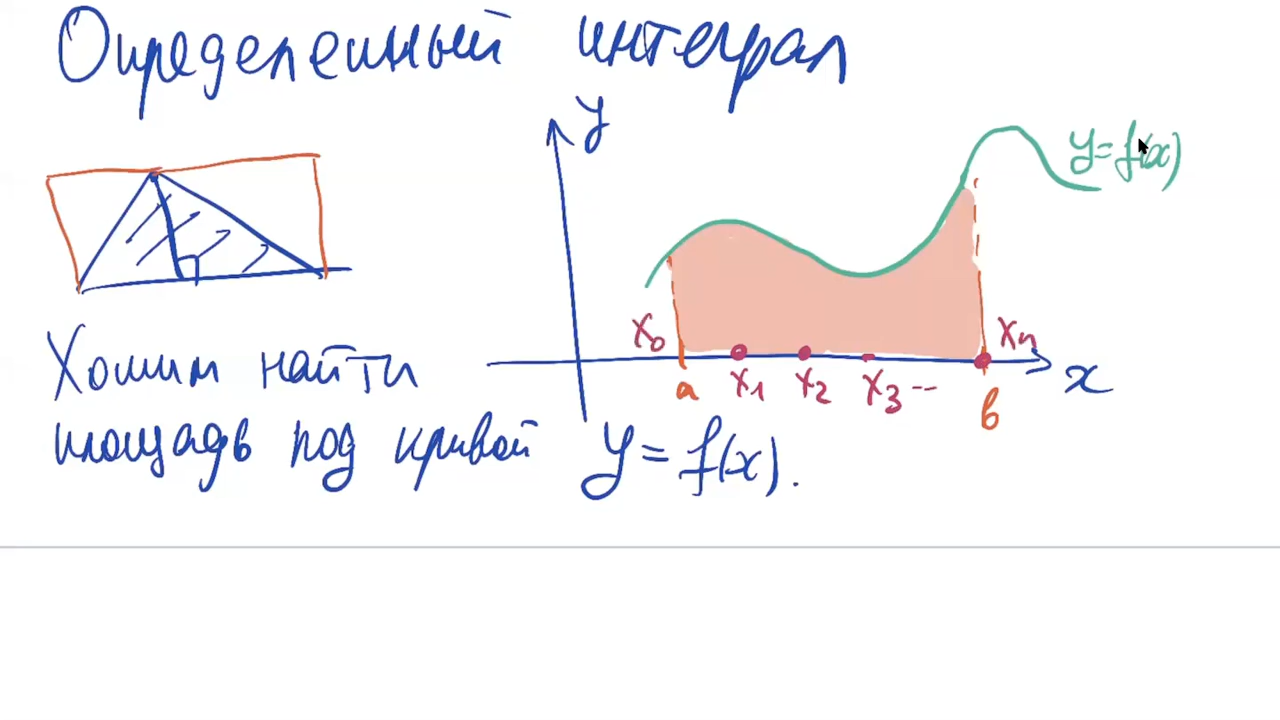 Определенный интеграл
y
y=f(x)
x₀
xₙ
a
x₁
x₂
x₃ --
b
x
Хотим найти
площадь под кривой y = f(x).